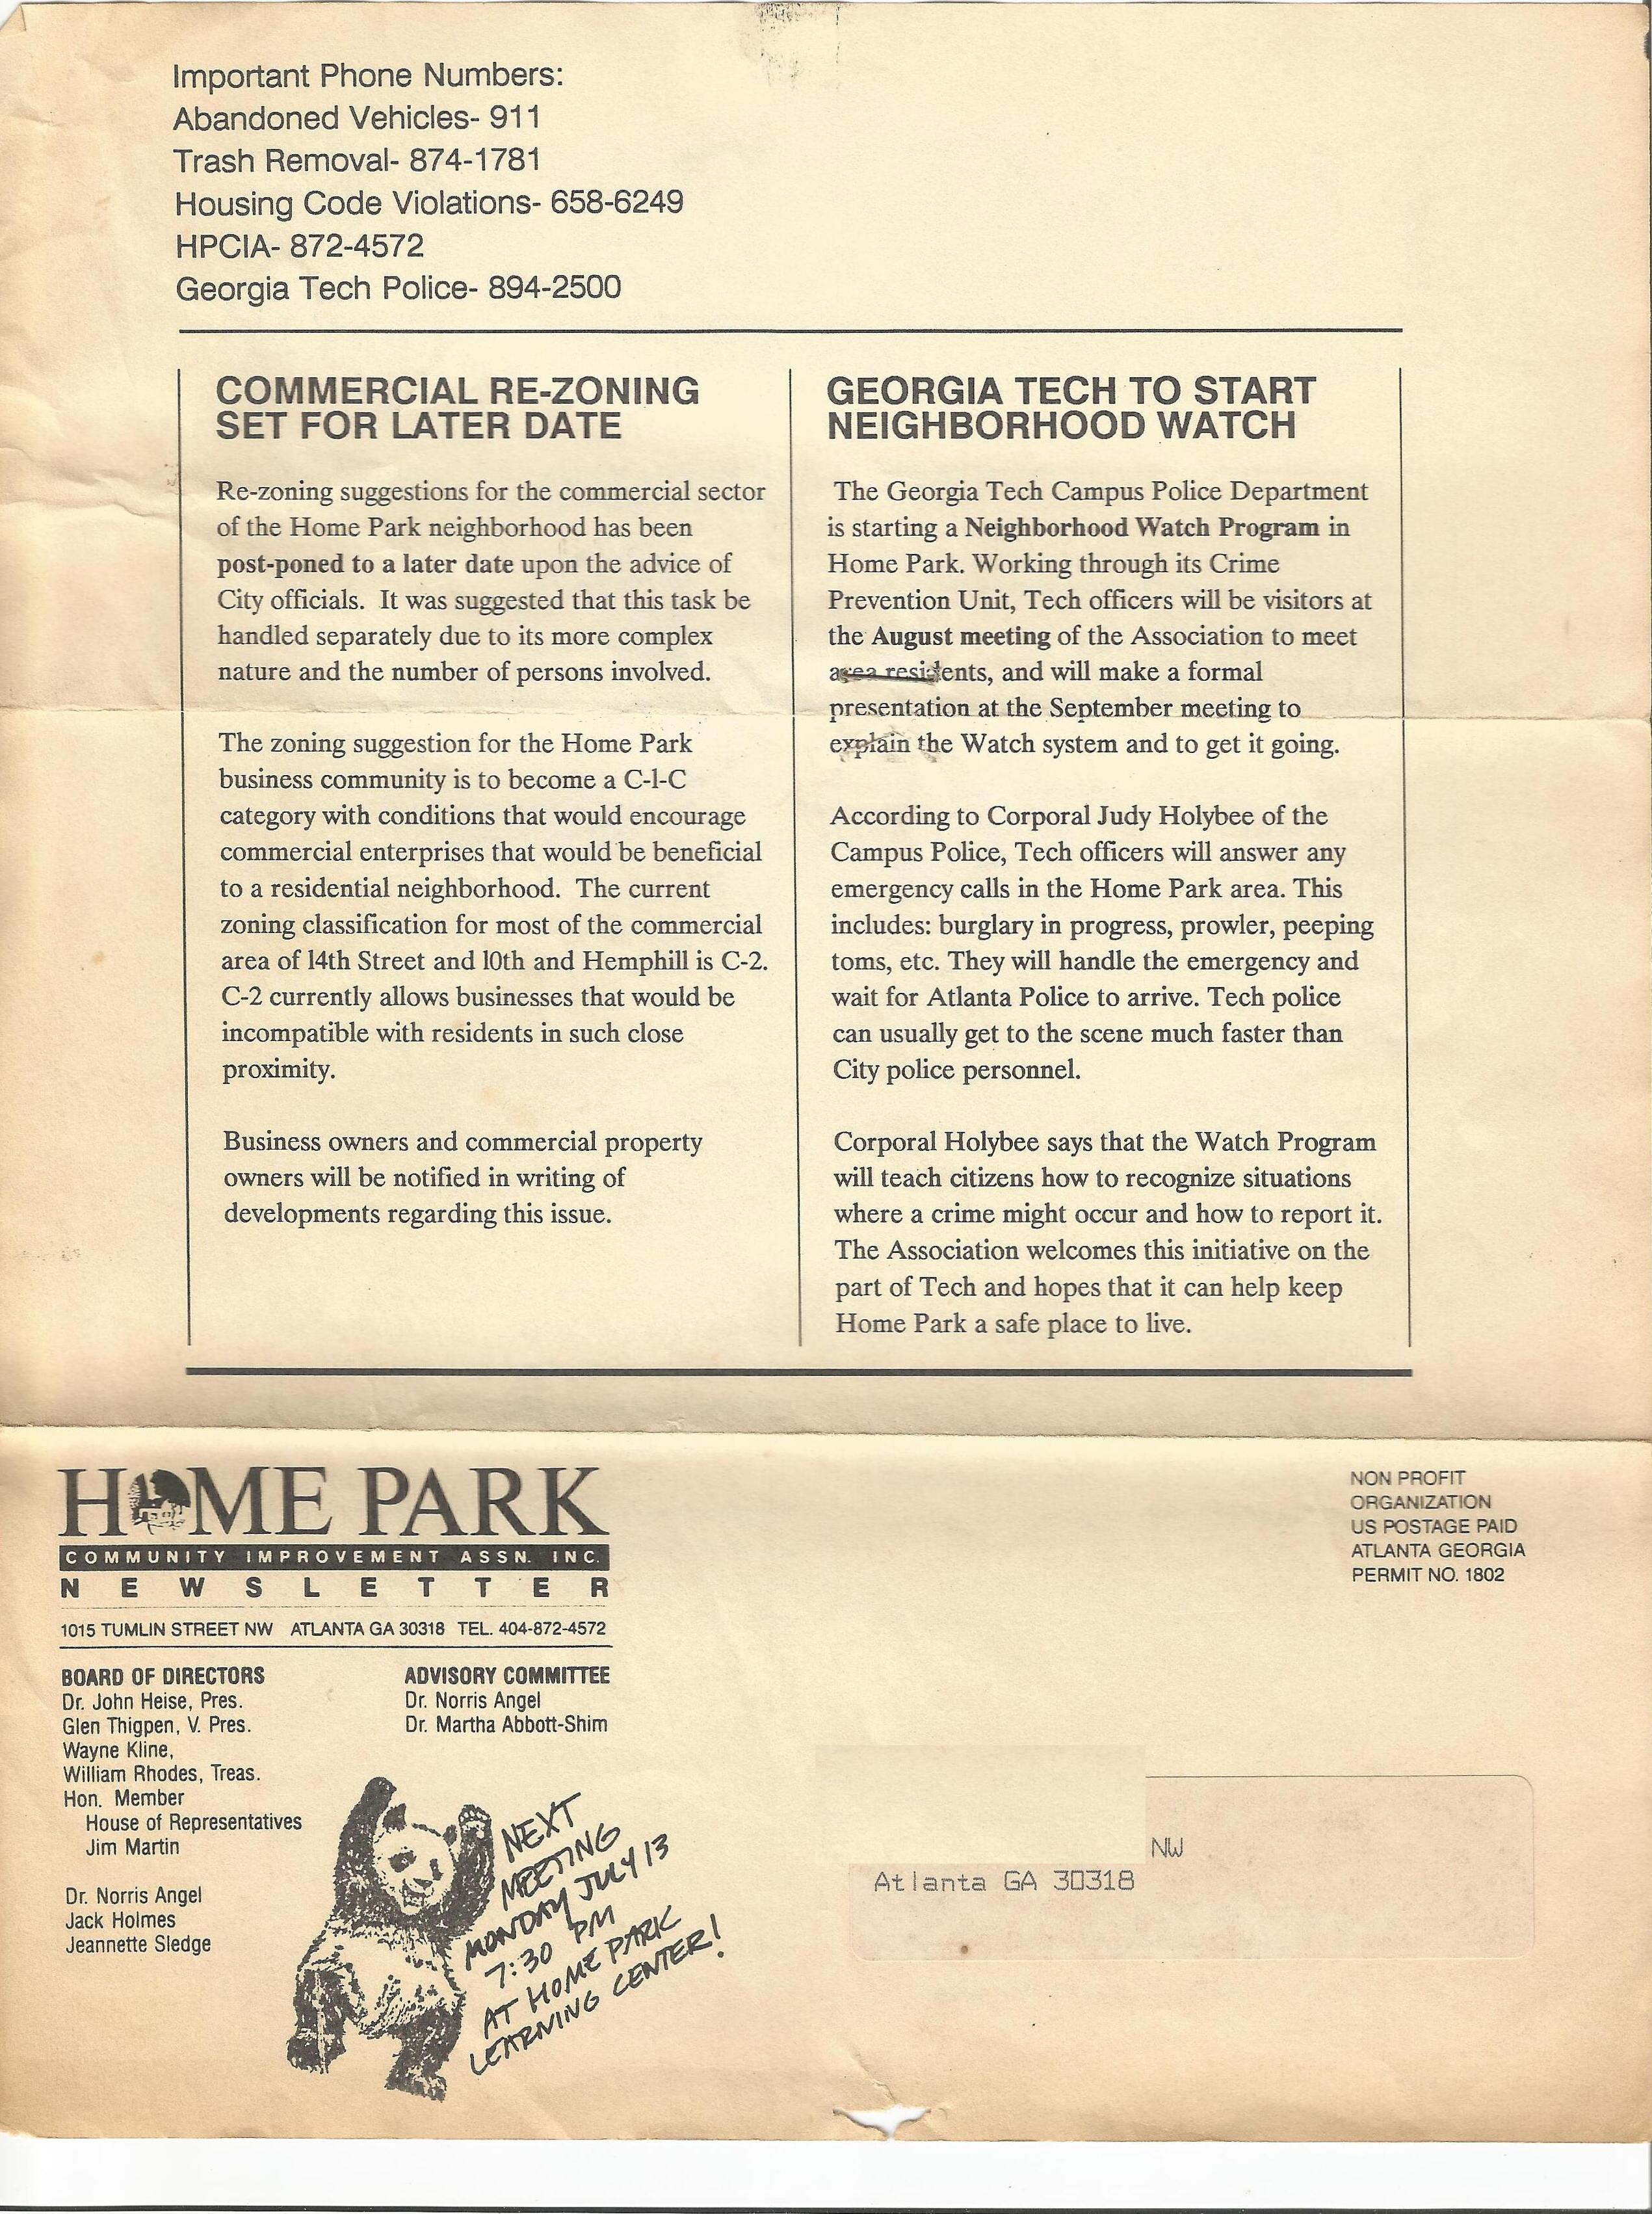 Important Phone Numbers:
Abandoned Vehicles- 911
Trash Removal- 874-1781
Housing Code Violations- 658-6249
HPCIA- 872-4572
Georgia Tech Police- 894-2500
COMMERCIAL RE-ZONING
SET FOR LATER DATE
Re-zoning suggestions for the commercial sector
of the Home Park neighborhood has been
post-poned to a later date upon the advice of
City officials. It was suggested that this task be
handled separately due to its more complex
nature and the number of persons involved.
The zoning suggestion for the Home Park
business community is to become a C-1-C
category with conditions that would encourage
commercial enterprises that would be beneficial
to a residential neighborhood. The current
zoning classification for most of the commercial
area of 14th Street and 10th and Hemphill is C-2.
C-2 currently allows businesses that would be
incompatible with residents in such close
proximity.
Business owners and commercial property
owners will be notified in writing of
developments regarding this issue.
GEORGIA TECH TO START
NEIGHBORHOOD WATCH
The Georgia Tech Campus Police Department
is starting a Neighborhood Watch Program in
Home Park. Working through its Crime
Prevention Unit, Tech officers will be visitors at
the August meeting of the Association to meet
area residents, and will make a formal
presentation at the September meeting to
explain the Watch system and to get it going.
According to Corporal Judy Holybee of the
Campus Police, Tech officers will answer any
emergency calls in the Home Park area. This
includes: burglary in progress, prowler, peeping
toms, etc. They will handle the emergency and
wait for Atlanta Police to arrive. Tech police
can usually get to the scene much faster than
City police personnel.
Corporal Holybee says that the Watch Program
will teach citizens how to recognize situations
where a crime might occur and how to report it.
The Association welcomes this initiative on the
part of Tech and hopes that it can help keep
Home Park a safe place to live.
HOME PARK
COMMUNITY IMPROVEMENT ASSN. INC.
NEWSLETTER
1015 TUMLIN STREET NW ATLANTA GA 30318 TEL. 404-872-4572
BOARD OF DIRECTORS
Dr. John Heise, Pres.
Glen Thigpen, V. Pres.
Wayne Kline,
William Rhodes, Treas.
Hon. Member
House of Representatives
Jim Martin
Dr. Norris Angel
Jack Holmes
Jeannette Sledge
ADVISORY COMMITTEE
Dr. Norris Angel
Dr. Martha Abbott-Shim
NEXT
MEETING
MONDAY JULY 13
7:30 PM
AT HOME PARK
LEARNING CENTER!
NON PROFIT
ORGANIZATION
US POSTAGE PAID
ATLANTA GEORGIA
PERMIT NO. 1802
NW
Atlanta GA 30318